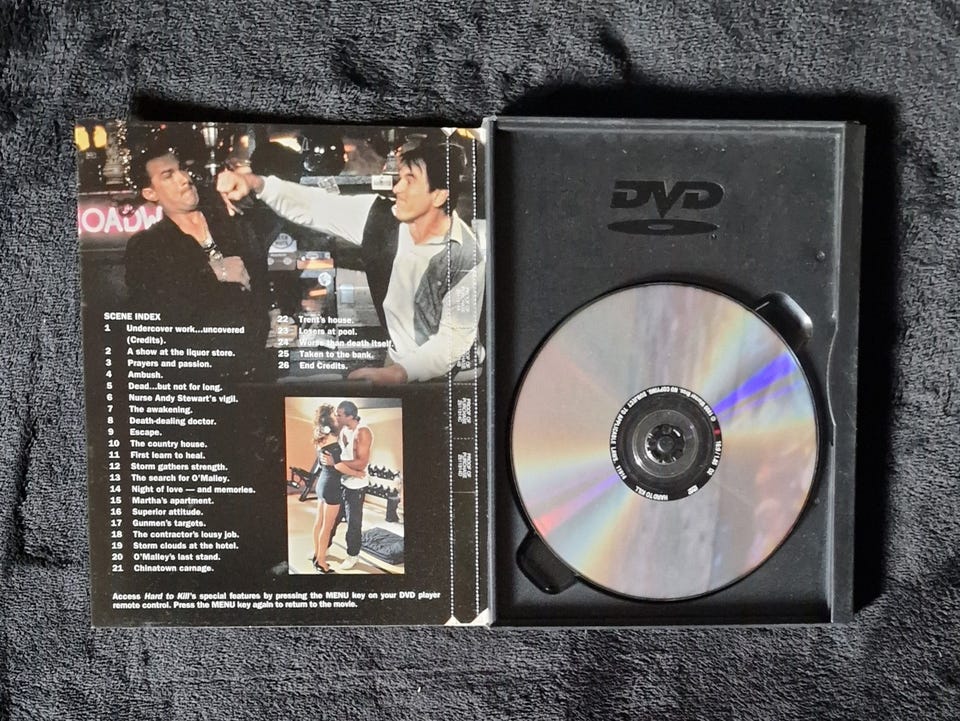 OADW
SCENE INDEX
1 Undercover work...uncovered
(Credits).
2 A show at the liquor store.
3 Prayers and passion.
4 Ambush.
5 Dead...but not for long.
6 Nurse Andy Stewart's vigil.
7 The awakening.
8 Death-dealing doctor.
9 Escape.
10 The country house.
11 First learn to heal.
12 Storm gathers strength.
13 The search for O'Malley.
14 Night of love — and memories.
15 Martha's apartment.
16 Superior attitude.
17 Gunmen's targets.
18 The contractor's lousy job.
19 Storm clouds at the hotel.
20 O'Malley's last stand.
21 Chinatown carnage.
22 Trent's house.
23 Losers at pool.
24 Worse than death itself.
25 Taken to the bank.
26 End Credits.
Access Hard to Kill's special features by pressing the MENU key on your DVD player
remote control. Press the MENU key again to return to the movie.
PROOF OF
PURCHASE
PROOF OF
PURCHASE
DVD
HARD TO KILL